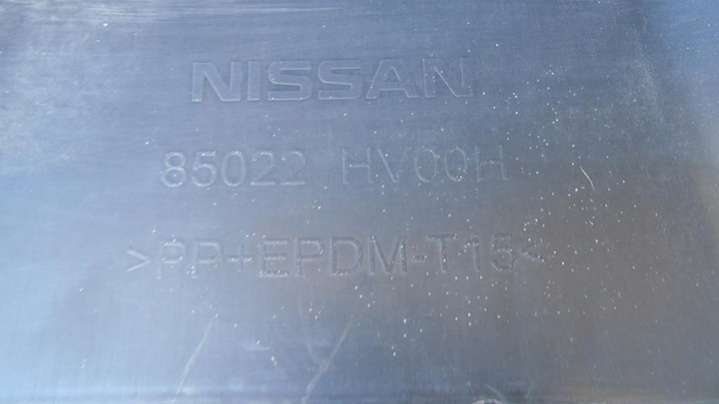 NISSAN
85022 HV00H
>PP+EPDM-T15<